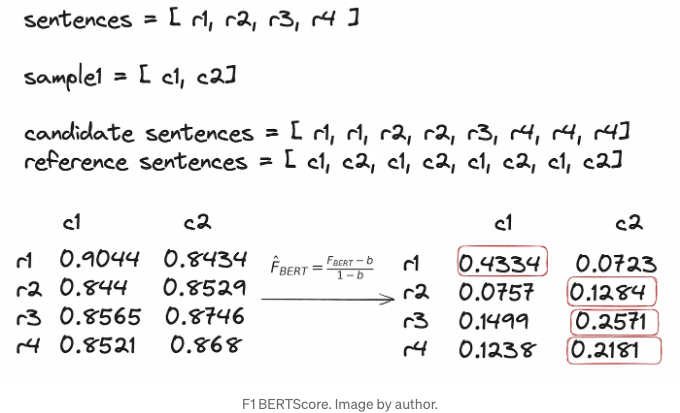 sentences = [ r1, r2, r3, r4 ]
sample1 = [ c1, c2]
candidate sentences = [ r1, r1, r2, r2, r3, r4, r4, r4]
reference sentences = [ c1, c2, c1, c2, c1, c2, c1, c2]
c1 c2 c1 c2
r1 0.9044 0.8434 F̂BERT = FBERT − b / 1 − b r1 0.4334 0.0723
r2 0.844 0.8529 r2 0.0757 0.1284
r3 0.8565 0.8746 r3 0.1499 0.2571
r4 0.8521 0.868 r4 0.1238 0.2181
F1 BERTScore. Image by author.